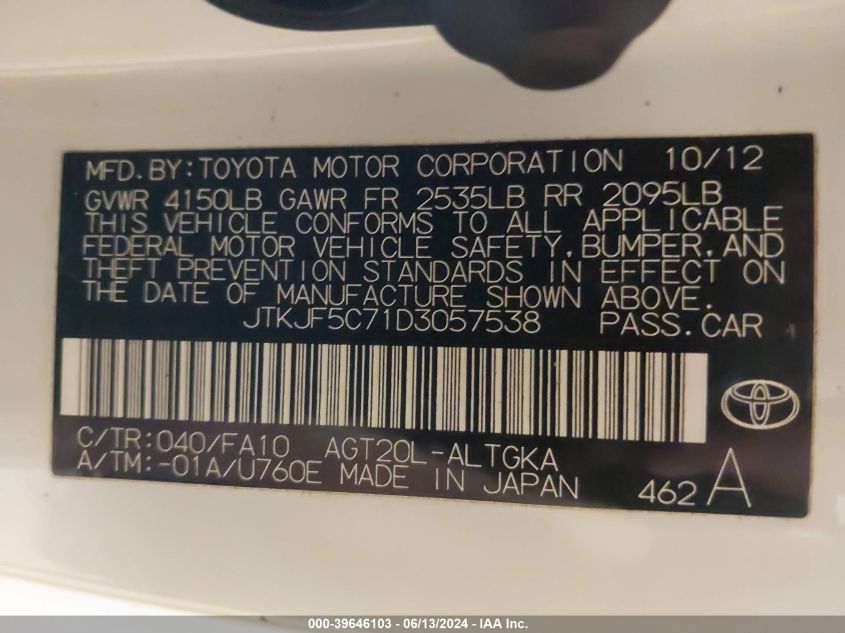 MFD.BY:TOYOTA MOTOR CORPORATION 10/12
GVWR 4150LB GAWR FR 2535LB RR 2095LB
THIS VEHICLE CONFORMS TO ALL APPLICABLE
FEDERAL MOTOR VEHICLE SAFETY,BUMPER,AND
THEFT PREVENTION STANDARDS IN EFFECT ON
THE DATE OF MANUFACTURE SHOWN ABOVE.
JTKJF5C71D3057538 PASS.CAR
C/TR:040/FA10 AGT20L-ALTGKA
A/TM:-01A/U760E MADE IN JAPAN
462 A
000-39646103 - 06/13/2024 - IAA Inc.